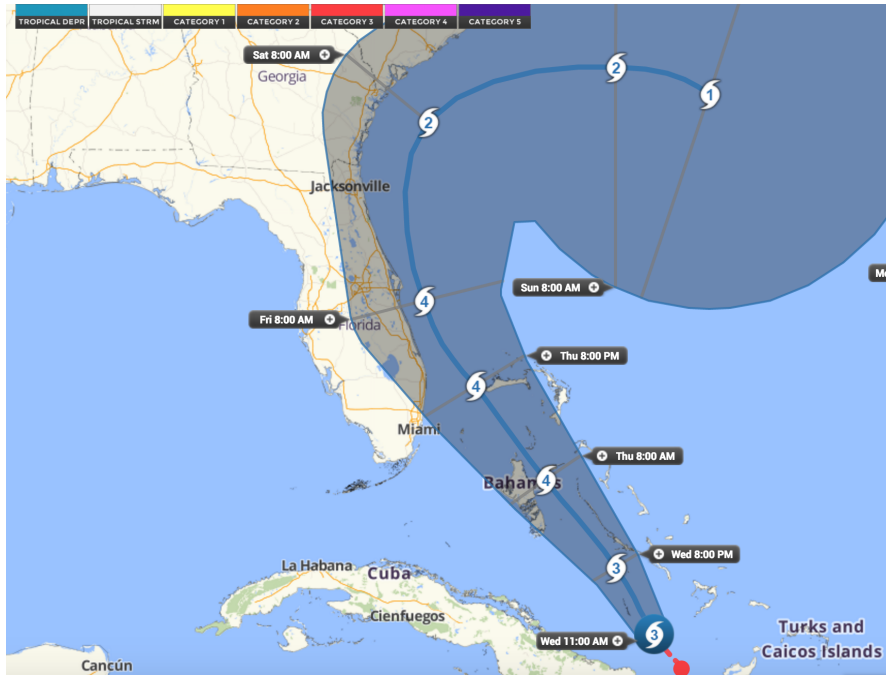 TROPICAL DEPR TROPICAL STRM CATEGORY 1 CATEGORY 2 CATEGORY 3 CATEGORY 4 CATEGORY 5
Sat 8:00 AM
Georgia
2
2
1
Jacksonville
Sun 8:00 AM
4
Fri 8:00 AM
Florida
Thu 8:00 PM
4
Miami
Thu 8:00 AM
Bahamas
4
Wed 8:00 PM
La Habana
Cuba
3
Cienfuegos
Wed 11:00 AM
3
Turks and
Caicos Islands
Cancún